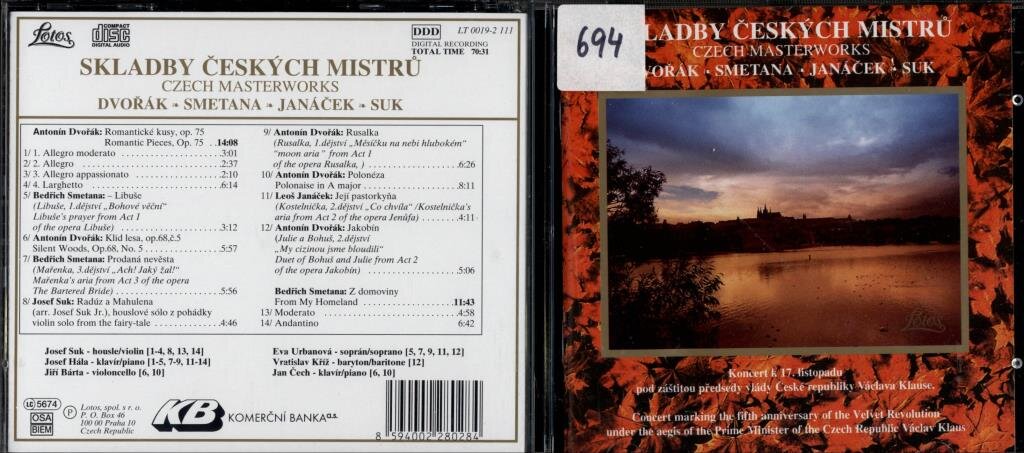 Lotos
COMPACT
disc
DIGITAL AUDIO
DDD
LT 0019-2 111
DIGITAL RECORDING
TOTAL TIME 70:31
SKLADBY ČESKÝCH MISTRŮ
CZECH MASTERWORKS
DVOŘÁK ❧ SMETANA ❧ JANÁČEK ❧ SUK
Antonín Dvořák: Romantické kusy, op. 75
Romantic Pieces, Op. 75 ..14:08
1/ 1. Allegro moderato ........................ 3:01
2/ 2. Allegro ........................ 2:37
3/ 3. Allegro appassionato ........................ 2:10
4/ 4. Larghetto ........................ 6:14
5/ Bedřich Smetana: – Libuše
(Libuše, 1.dějství „Bohové věční“
Libuše's prayer from Act 1
of the opera Libuše) ........................ 3:12
6/ Antonín Dvořák: Klid lesa, op.68,č.5
Silent Woods, Op.68, No. 5 ........................ 5:57
7/ Bedřich Smetana: Prodaná nevěsta
(Mařenka, 3.dějství „Ach! Jaký žal!“
Mařenka's aria from Act 3 of the opera
The Bartered Bride) ........................ 5:56
8/ Josef Suk: Radúz a Mahulena
(arr. Josef Suk Jr.), houslové sólo z pohádky
violin solo from the fairy-tale ........................ 4:46
9/ Antonín Dvořák: Rusalka
(Rusalka, 1.dějství „Měsíčku na nebi hlubokém“
“moon aria” from Act 1
of the opera Rusalka, ) ........................ 6:26
10/ Antonín Dvořák: Polonéza
Polonaise in A major ........................ 8:11
11/ Leoš Janáček: Její pastorkyňa
(Kostelnička, 2.dějství „Co chvíla“ /Kostelnička's
aria from Act 2 of the opera Jenůfa) ........................ 4:11
12/ Antonín Dvořák: Jakobín
(Julie a Bohuš, 2.dějství
„My cizinou jsme bloudili“
Duet of Bohuš and Julie from Act 2
of the opera Jakobín) ........................ 5:06
Bedřich Smetana: Z domoviny
From My Homeland ........................ 11:43
13/ Moderato ........................ 4:58
14/ Andantino 6:42
Josef Suk - housle/violin [1-4, 8, 13, 14]
Josef Hála - klavír/piano [1-5, 7-9, 11-14]
Jiří Bárta - violoncello [6, 10]
Eva Urbanová - soprán/soprano [5, 7, 9, 11, 12]
Vratislav Kříž - baryton/baritone [12]
Jan Čech - klavír/piano [6, 10]
LC 5674
OSA
BIEM
P
Lotos, spol. s r. o.
P. O. Box 46
100 00 Praha 10
Czech Republic
KB KOMERČNÍ BANKA a.s.
8 594002 280284
694
KLADBY ČESKÝCH MISTRŮ
CZECH MASTERWORKS
VOŘÁK ❧ SMETANA ❧ JANÁČEK ❧ SUK
Lotos
Koncert k 17. listopadu
pod záštitou předsedy vlády České republiky Václava Klause.
Concert marking the fifth anniversary of the Velvet Revolution
under the aegis of the Prime Minister of the Czech Republic Václav Klaus